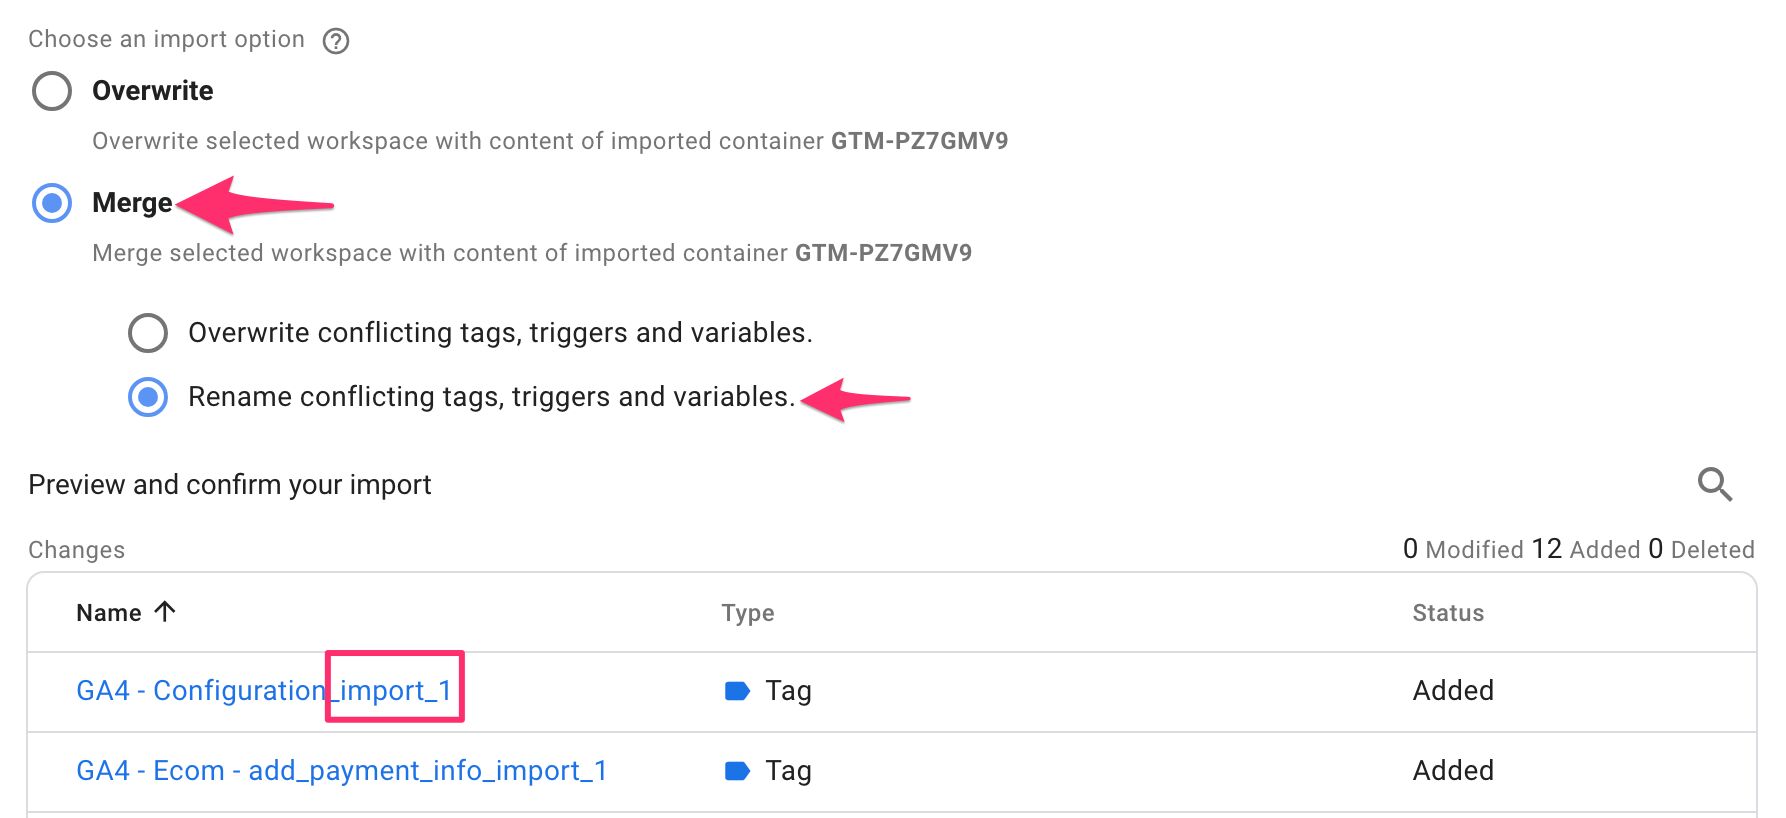 Choose an import option ?
Overwrite
Overwrite selected workspace with content of imported container GTM-PZ7GMV9
Merge
Merge selected workspace with content of imported container GTM-PZ7GMV9
Overwrite conflicting tags, triggers and variables.
Rename conflicting tags, triggers and variables.
Preview and confirm your import
Changes 0 Modified 12 Added 0 Deleted
Name Type Status
GA4 - Configuration_import_1 Tag Added
GA4 - Ecom - add_payment_info_import_1 Tag Added